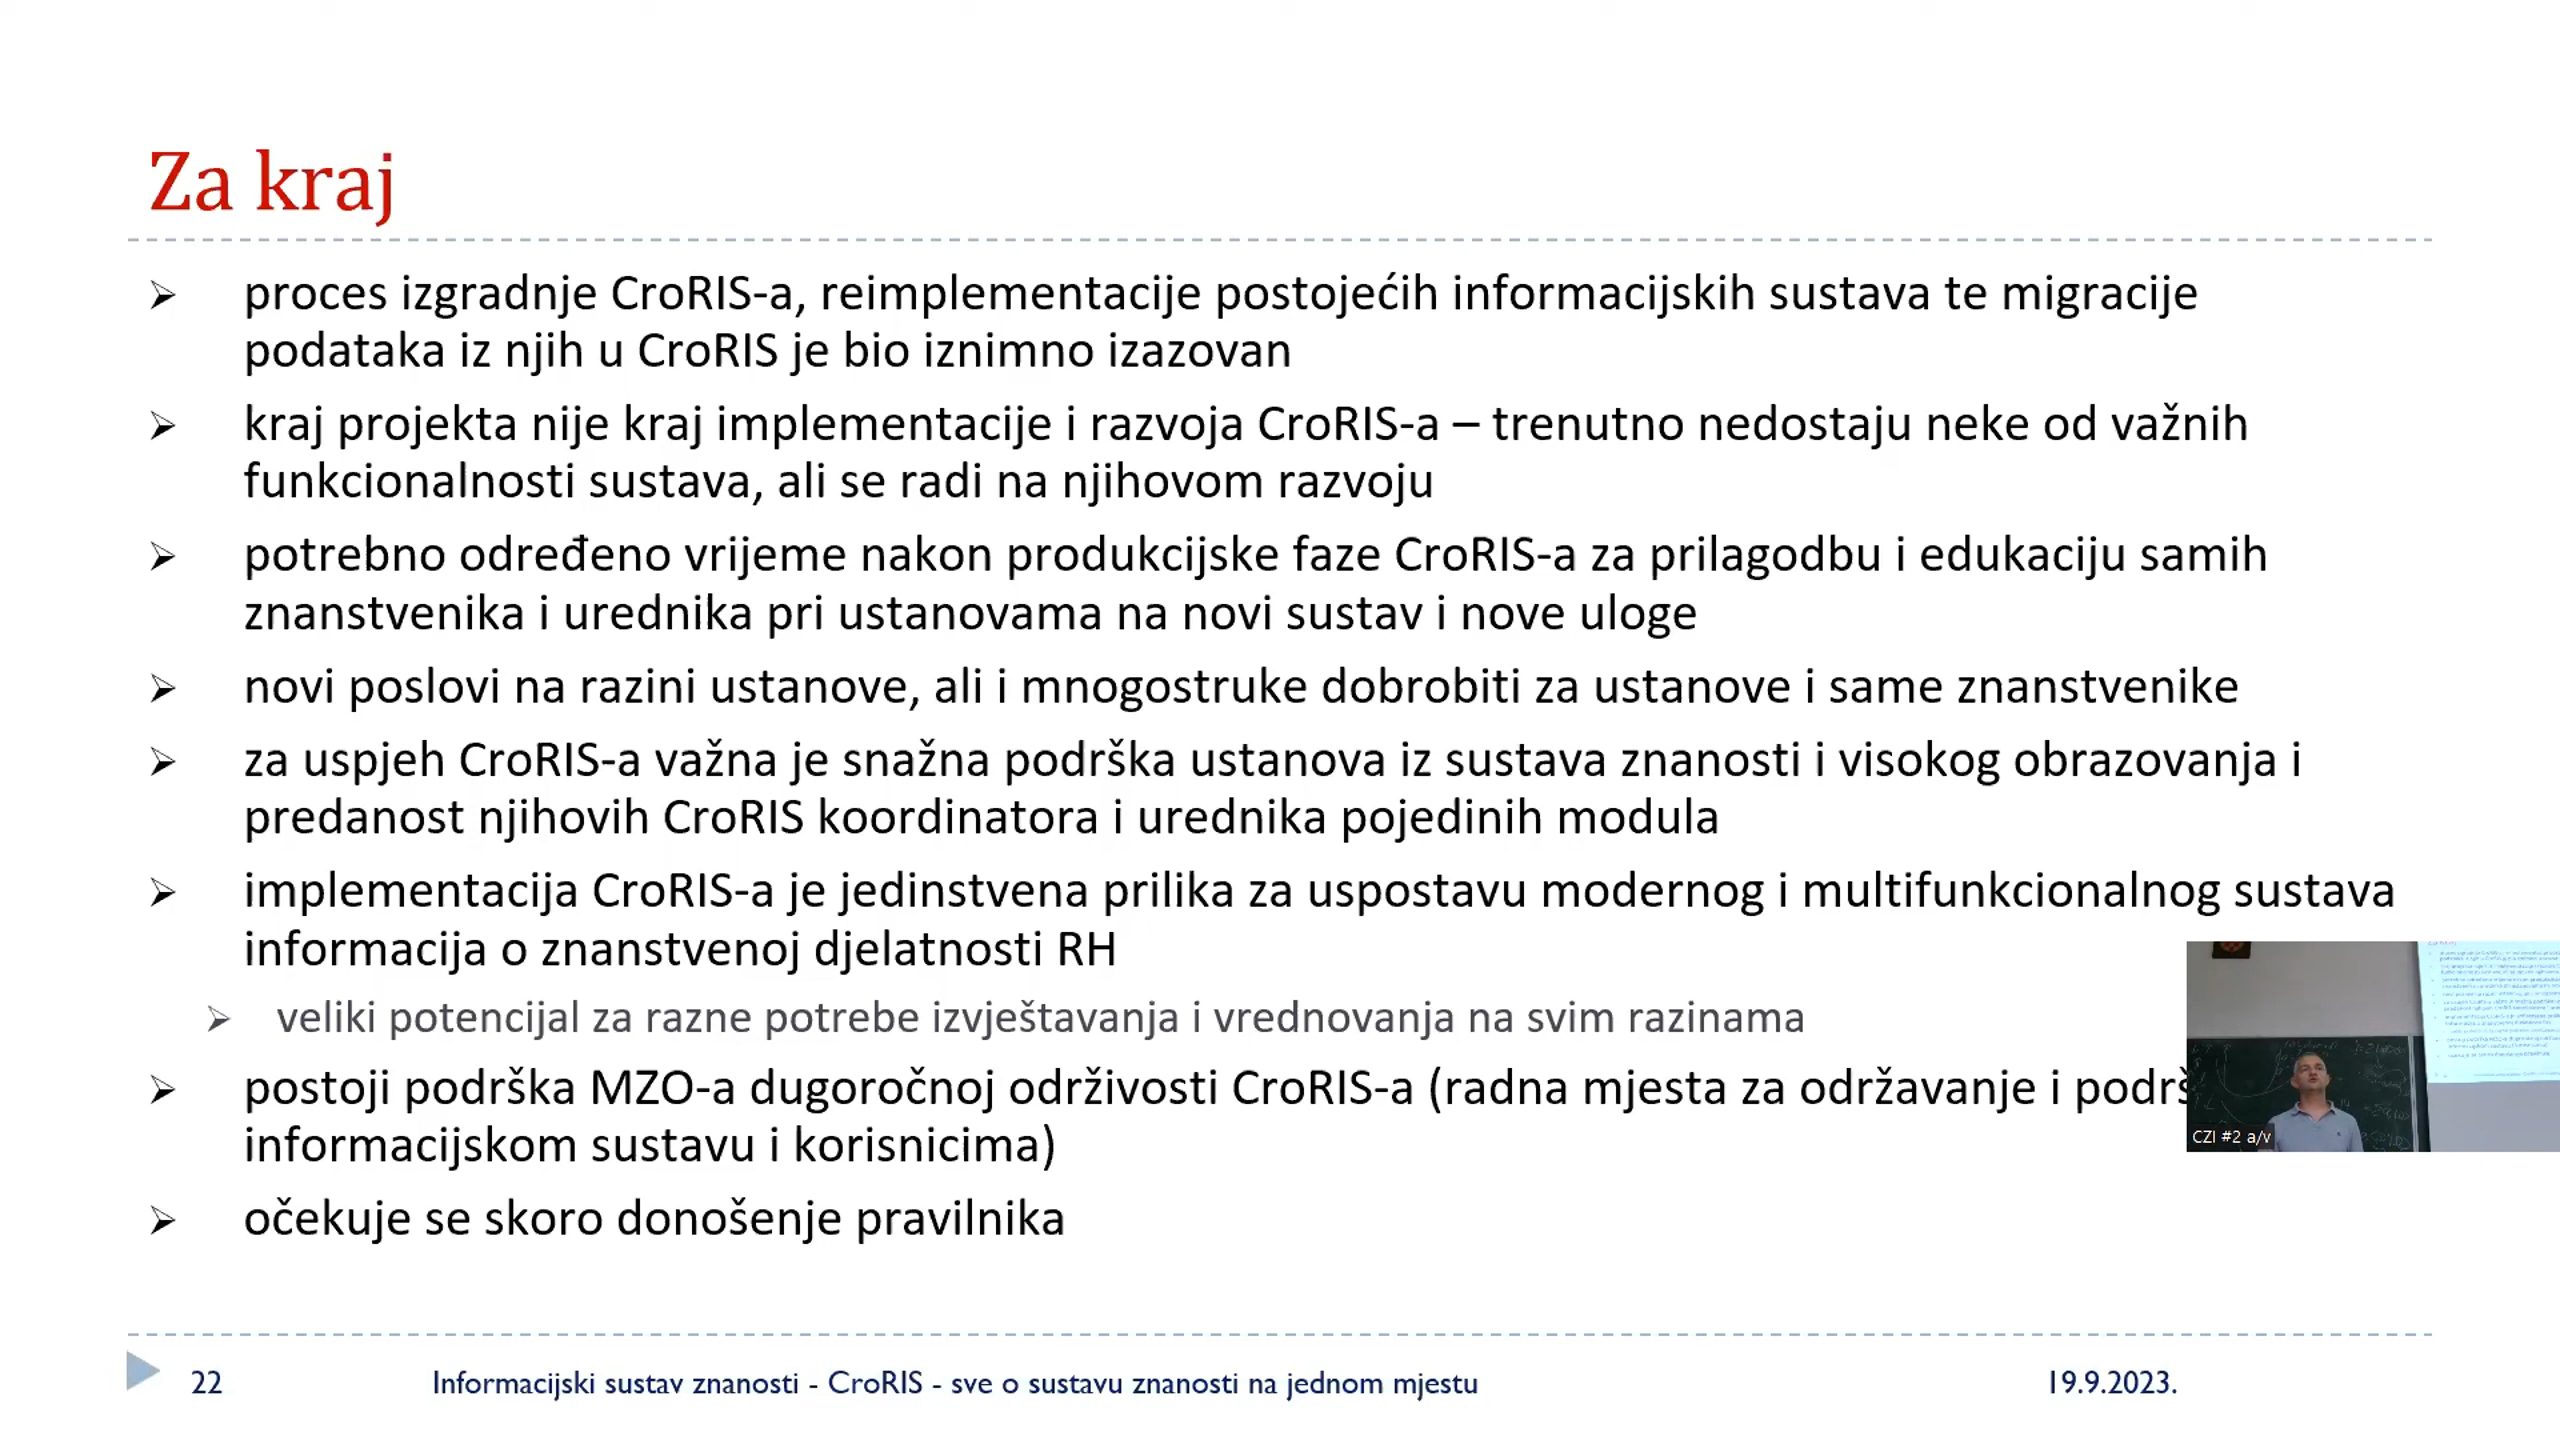 Za kraj
proces izgradnje CroRIS-a, reimplementacije postojećih informacijskih sustava te migracije
podataka iz njih u CroRIS je bio iznimno izazovan
kraj projekta nije kraj implementacije i razvoja CroRIS-a – trenutno nedostaju neke od važnih
funkcionalnosti sustava, ali se radi na njihovom razvoju
potrebno određeno vrijeme nakon produkcijske faze CroRIS-a za prilagodbu i edukaciju samih
znanstvenika i urednika pri ustanovama na novi sustav i nove uloge
novi poslovi na razini ustanove, ali i mnogostruke dobrobiti za ustanove i same znanstvenike
za uspjeh CroRIS-a važna je snažna podrška ustanova iz sustava znanosti i visokog obrazovanja i
predanost njihovih CroRIS koordinatora i urednika pojedinih modula
implementacija CroRIS-a je jedinstvena prilika za uspostavu modernog i multifunkcionalnog sustava
informacija o znanstvenoj djelatnosti RH
veliki potencijal za razne potrebe izvještavanja i vrednovanja na svim razinama
postoji podrška MZO-a dugoročnoj održivosti CroRIS-a (radna mjesta za održavanje i
informacijskom sustavu i korisnicima)
CZI #2 a/v
očekuje se skoro donošenje pravilnika
22 Informacijski sustav znanosti - CroRIS - sve o sustavu znanosti na jednom mjestu 19.9.2023.